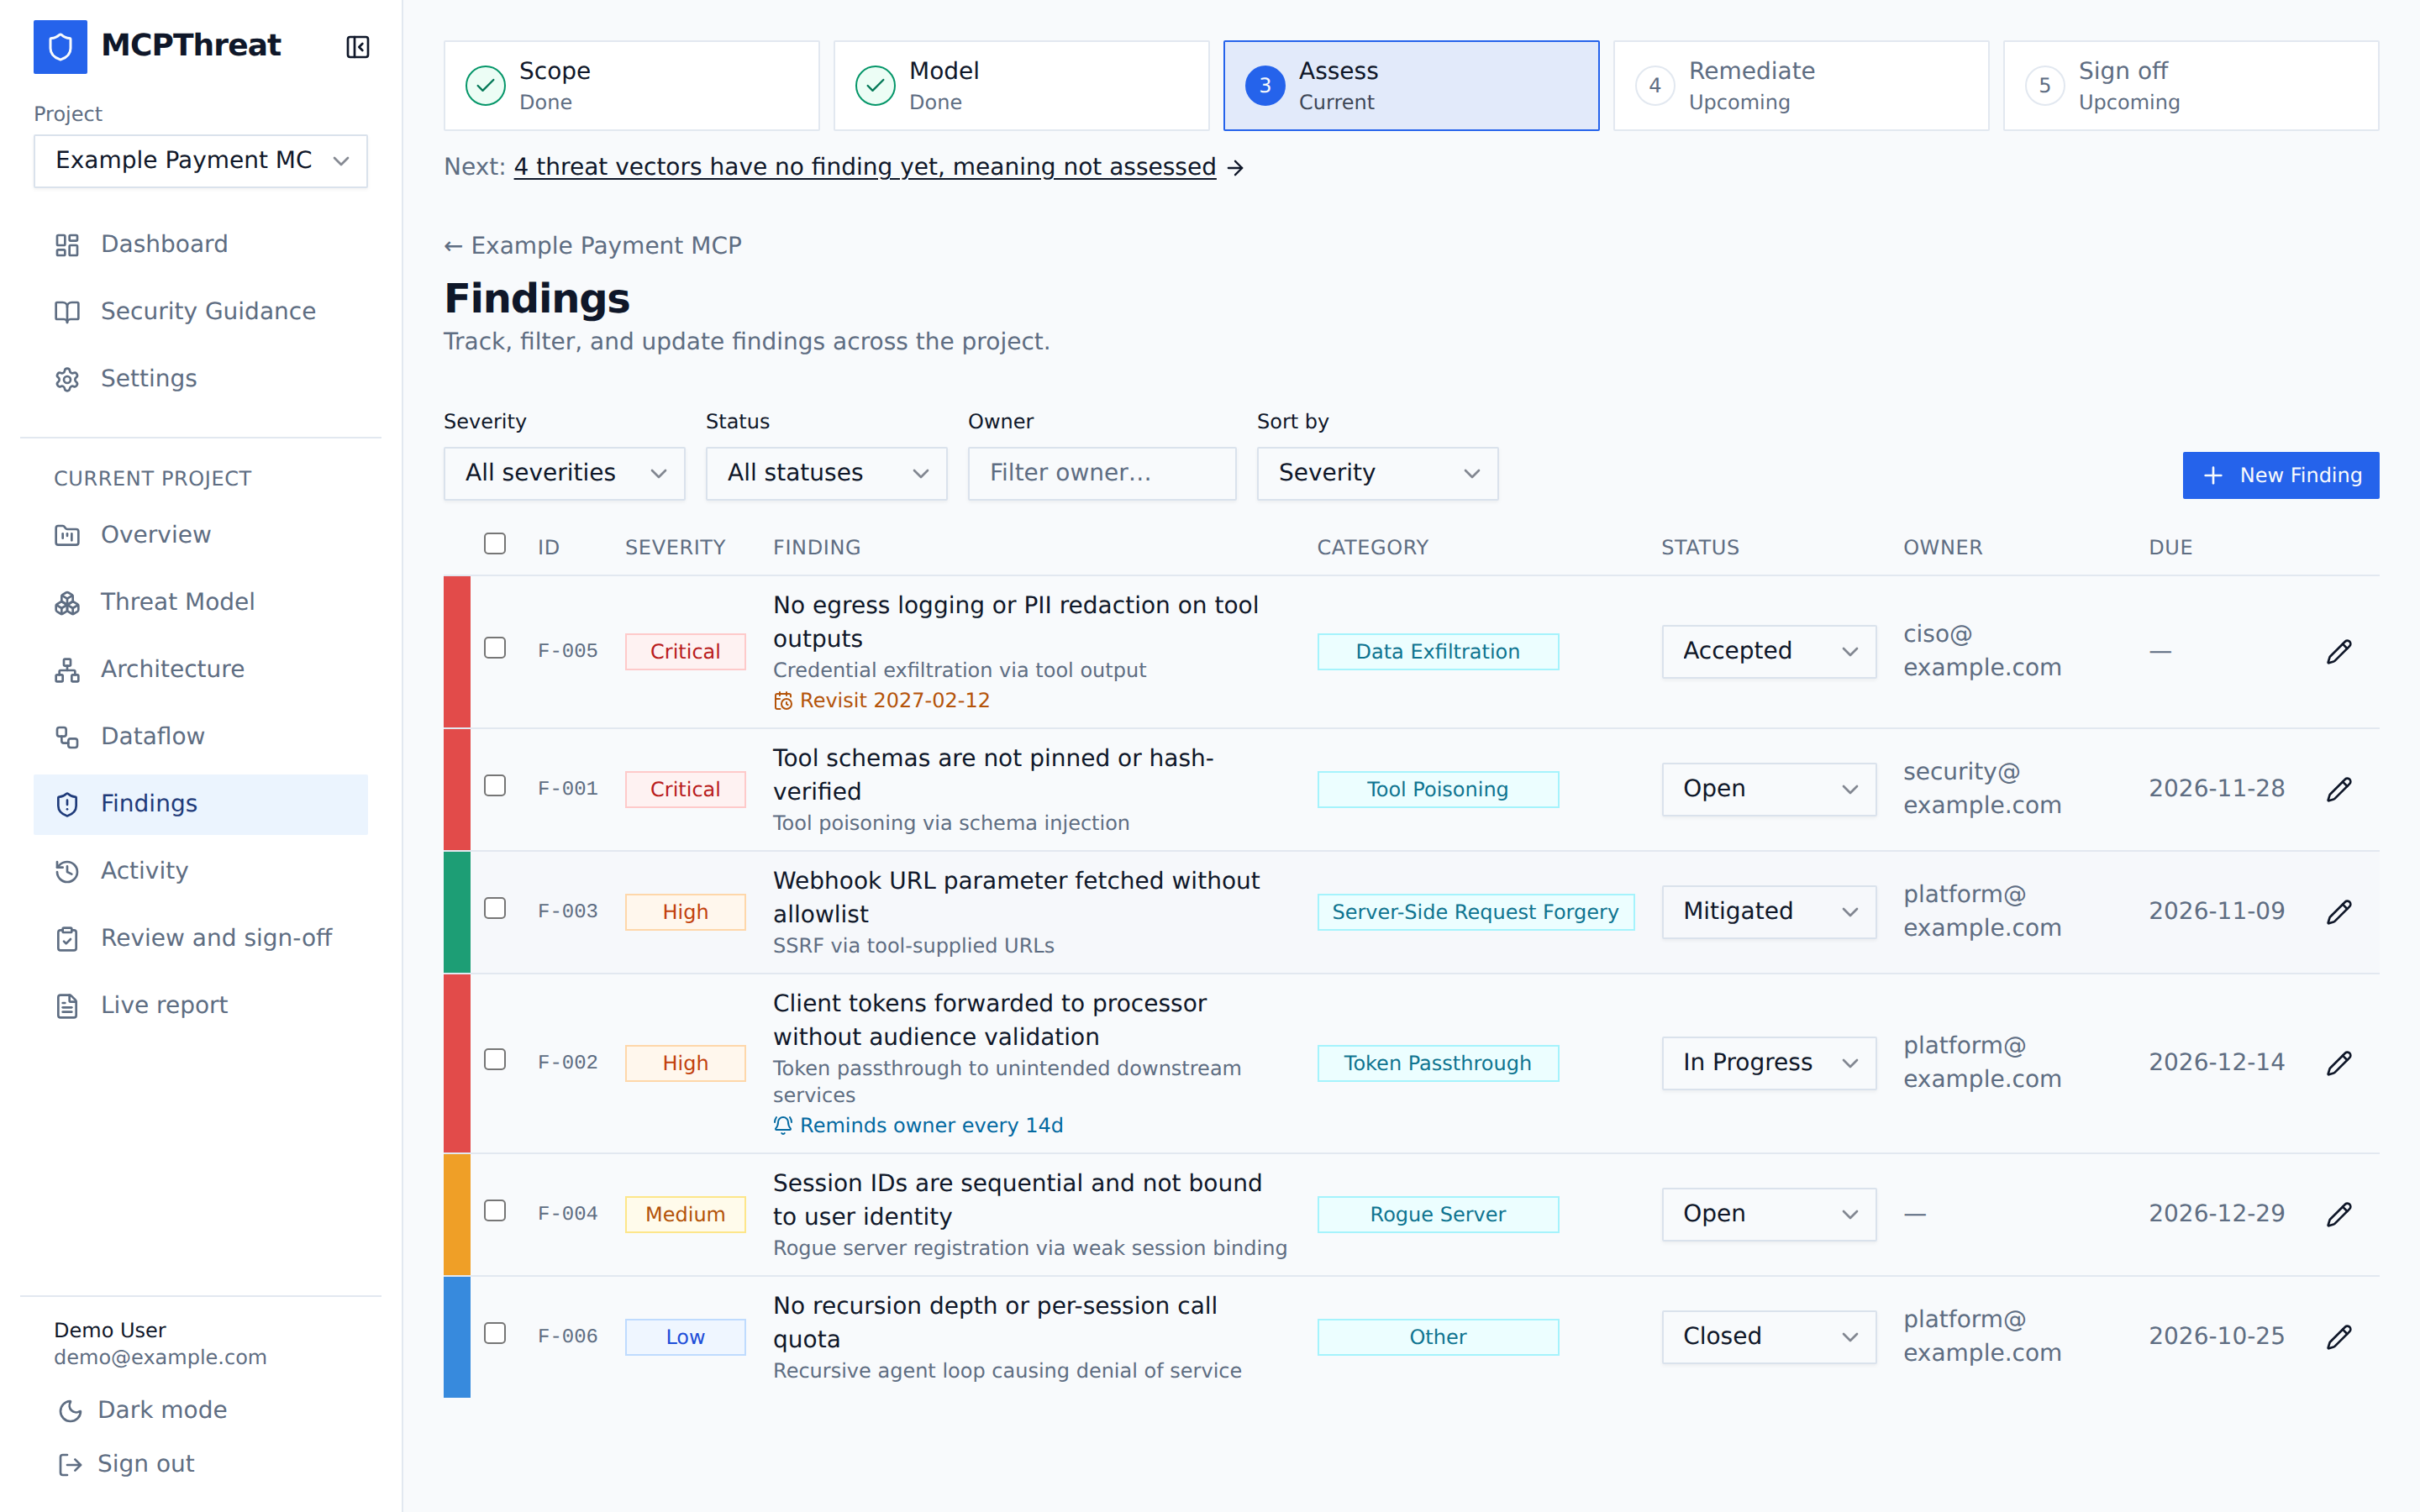 MCPThreat
Project
Example Payment MC
Dashboard
Security Guidance
Settings
CURRENT PROJECT
Overview
Threat Model
Architecture
Dataflow
Findings
Activity
Review and sign-off
Live report
Demo User
demo@example.com
Dark mode
Sign out
Scope
Done
Model
Done
3
Assess
Current
4
Remediate
Upcoming
5
Sign off
Upcoming
Next: 4 threat vectors have no finding yet, meaning not assessed →
← Example Payment MCP
Findings
Track, filter, and update findings across the project.
Severity
Status
Owner
Sort by
All severities
All statuses
Filter owner...
Severity
New Finding
ID SEVERITY FINDING CATEGORY STATUS OWNER DUE
F-005
Critical
No egress logging or PII redaction on tool
outputs
Credential exfiltration via tool output
Revisit 2027-02-12
Data Exfiltration
Accepted
ciso@
example.com
—
F-001
Critical
Tool schemas are not pinned or hash-
verified
Tool poisoning via schema injection
Tool Poisoning
Open
security@
example.com
2026-11-28
F-003
High
Webhook URL parameter fetched without
allowlist
SSRF via tool-supplied URLs
Server-Side Request Forgery
Mitigated
platform@
example.com
2026-11-09
F-002
High
Client tokens forwarded to processor
without audience validation
Token passthrough to unintended downstream
services
Reminds owner every 14d
Token Passthrough
In Progress
platform@
example.com
2026-12-14
F-004
Medium
Session IDs are sequential and not bound
to user identity
Rogue server registration via weak session binding
Rogue Server
Open
—
2026-12-29
F-006
Low
No recursion depth or per-session call
quota
Recursive agent loop causing denial of service
Other
Closed
platform@
example.com
2026-10-25